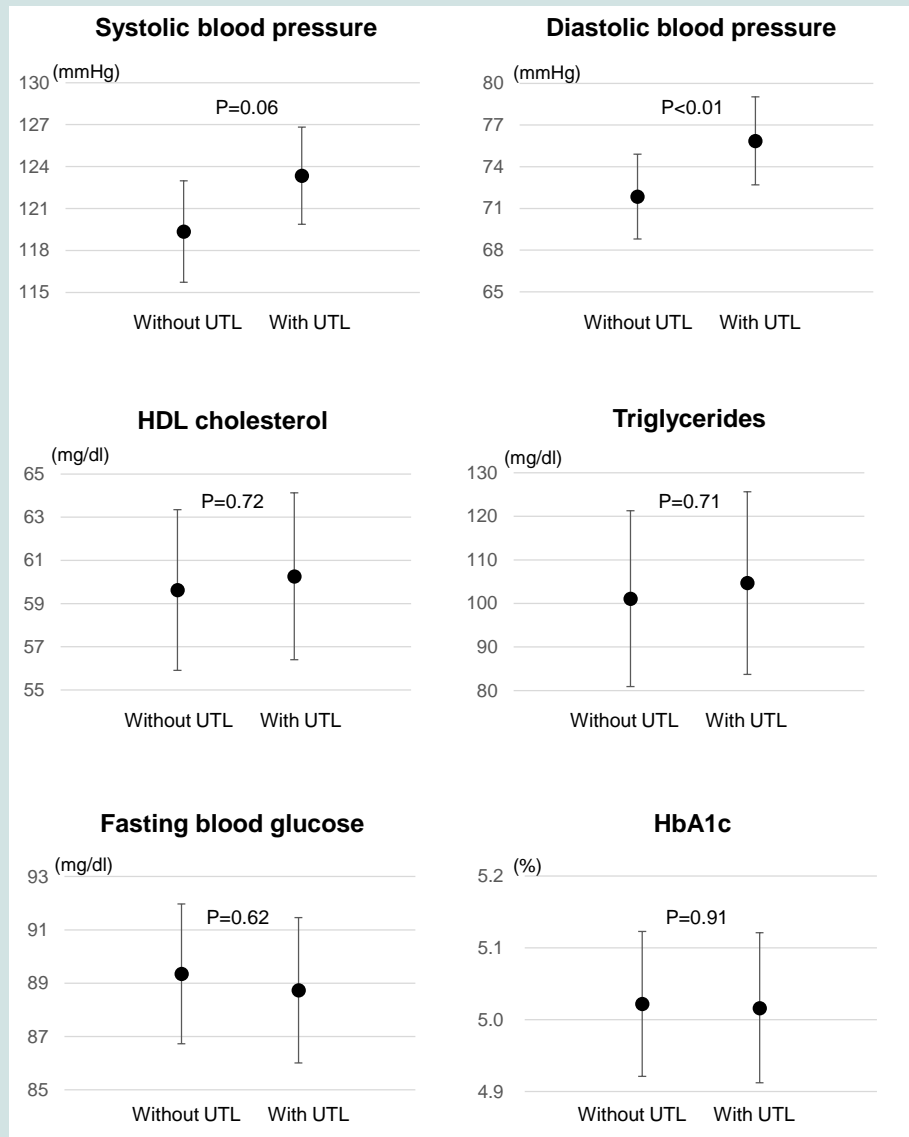 Systolic blood pressure
(mmHg)
130
127
124
121
118
115
P=0.06
Without UTL With UTL
Diastolic blood pressure
(mmHg)
80
77
74
71
68
65
P<0.01
Without UTL With UTL
HDL cholesterol
(mg/dl)
65
63
61
59
57
55
P=0.72
Without UTL With UTL
Triglycerides
(mg/dl)
130
120
110
100
90
80
P=0.71
Without UTL With UTL
Fasting blood glucose
(mg/dl)
93
91
89
87
85
P=0.62
Without UTL With UTL
HbA1c
(%)
5.2
5.1
5.0
4.9
P=0.91
Without UTL With UTL